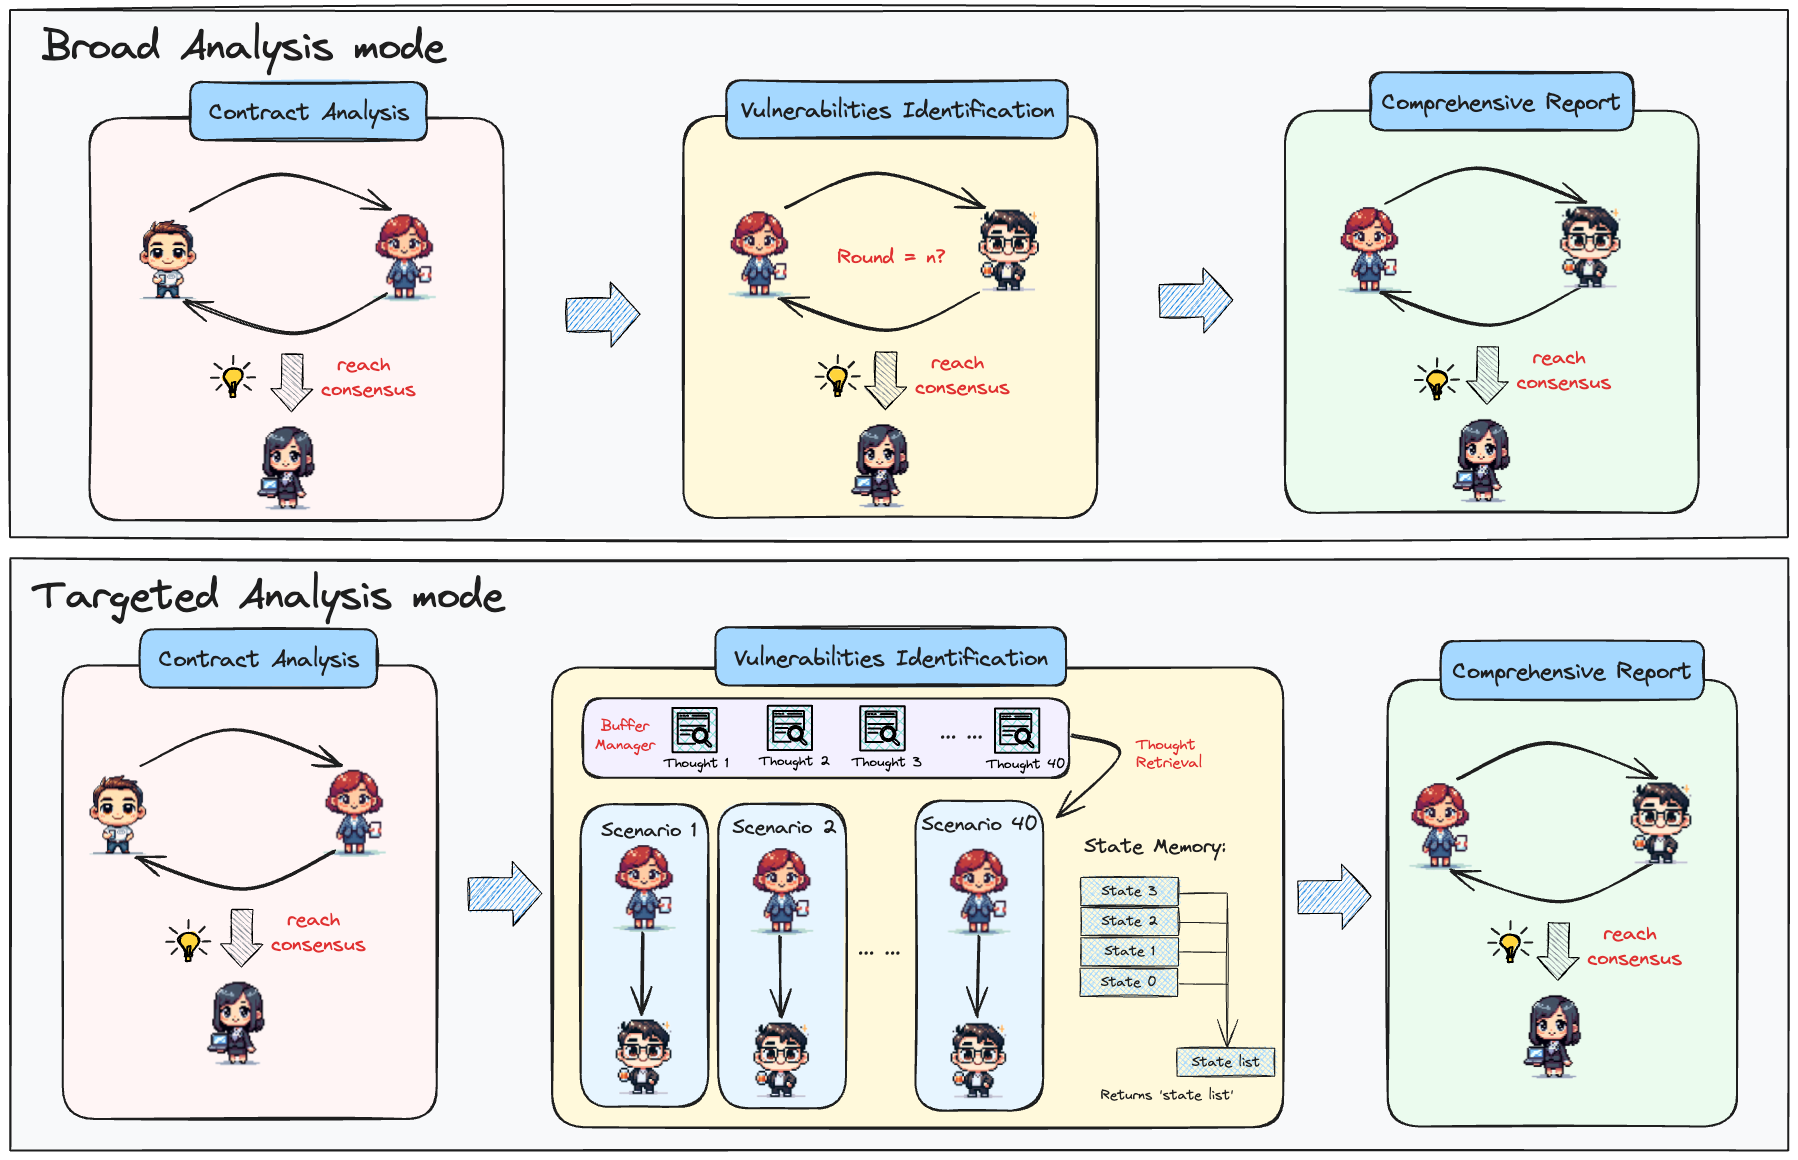 Broad Analysis mode
Contract Analysis
Vulnerabilities Identification
Comprehensive Report
Round = n?
reach
consensus
reach
consensus
reach
consensus
Targeted Analysis mode
Contract Analysis
Vulnerabilities Identification
Comprehensive Report
Buffer
Manager
Thought 1
Thought 2
Thought 3
... ...
Thought 40
Thought
Retrieval
Scenario 1
Scenario 2
Scenario 40
... ...
State Memory:
State 3
State 2
State 1
State 0
State list
Returns 'state list'
reach
consensus
reach
consensus